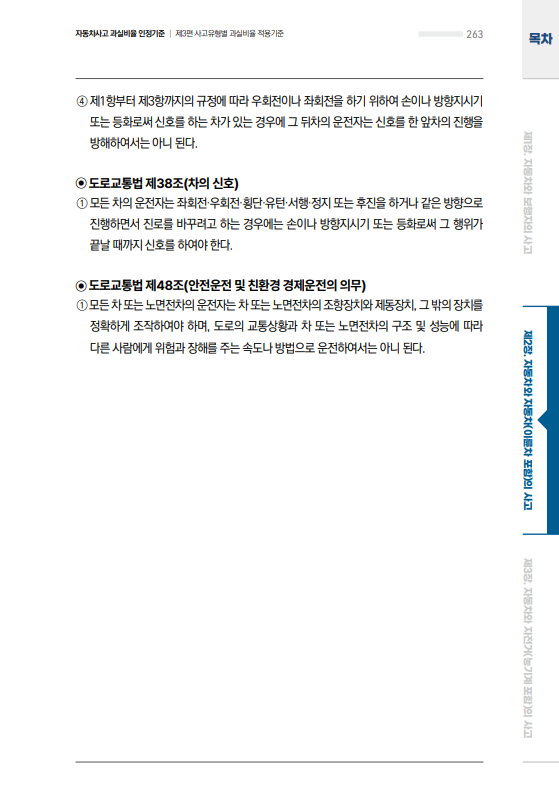 자동차사고 과실비율 인정기준 | 제3편 사고유형별 과실비율 적용기준
263
목차
④ 제1항부터 제3항까지의 규정에 따라 우회전이나 좌회전을 하기 위하여 손이나 방향지시기
또는 등화로써 신호를 하는 차가 있는 경우에 그 뒤차의 운전자는 신호를 한 앞차의 진행을
방해하여서는 아니 된다.
◉ 도로교통법 제38조(차의 신호)
① 모든 차의 운전자는 좌회전·우회전·횡단·유턴·서행·정지 또는 후진을 하거나 같은 방향으로
진행하면서 진로를 바꾸려고 하는 경우에는 손이나 방향지시기 또는 등화로써 그 행위가
끝날 때까지 신호를 하여야 한다.
◉ 도로교통법 제48조(안전운전 및 친환경 경제운전의 의무)
① 모든 차 또는 노면전차의 운전자는 차 또는 노면전차의 조향장치와 제동장치, 그 밖의 장치를
정확하게 조작하여야 하며, 도로의 교통상황과 차 또는 노면전차의 구조 및 성능에 따라
다른 사람에게 위험과 장해를 주는 속도나 방법으로 운전하여서는 아니 된다.
제1장. 자동차와 보행자의 사고
제2장. 자동차와 자동차(이륜차 포함)의 사고
제3장. 자동차와 자전거(농기계 포함)의 사고